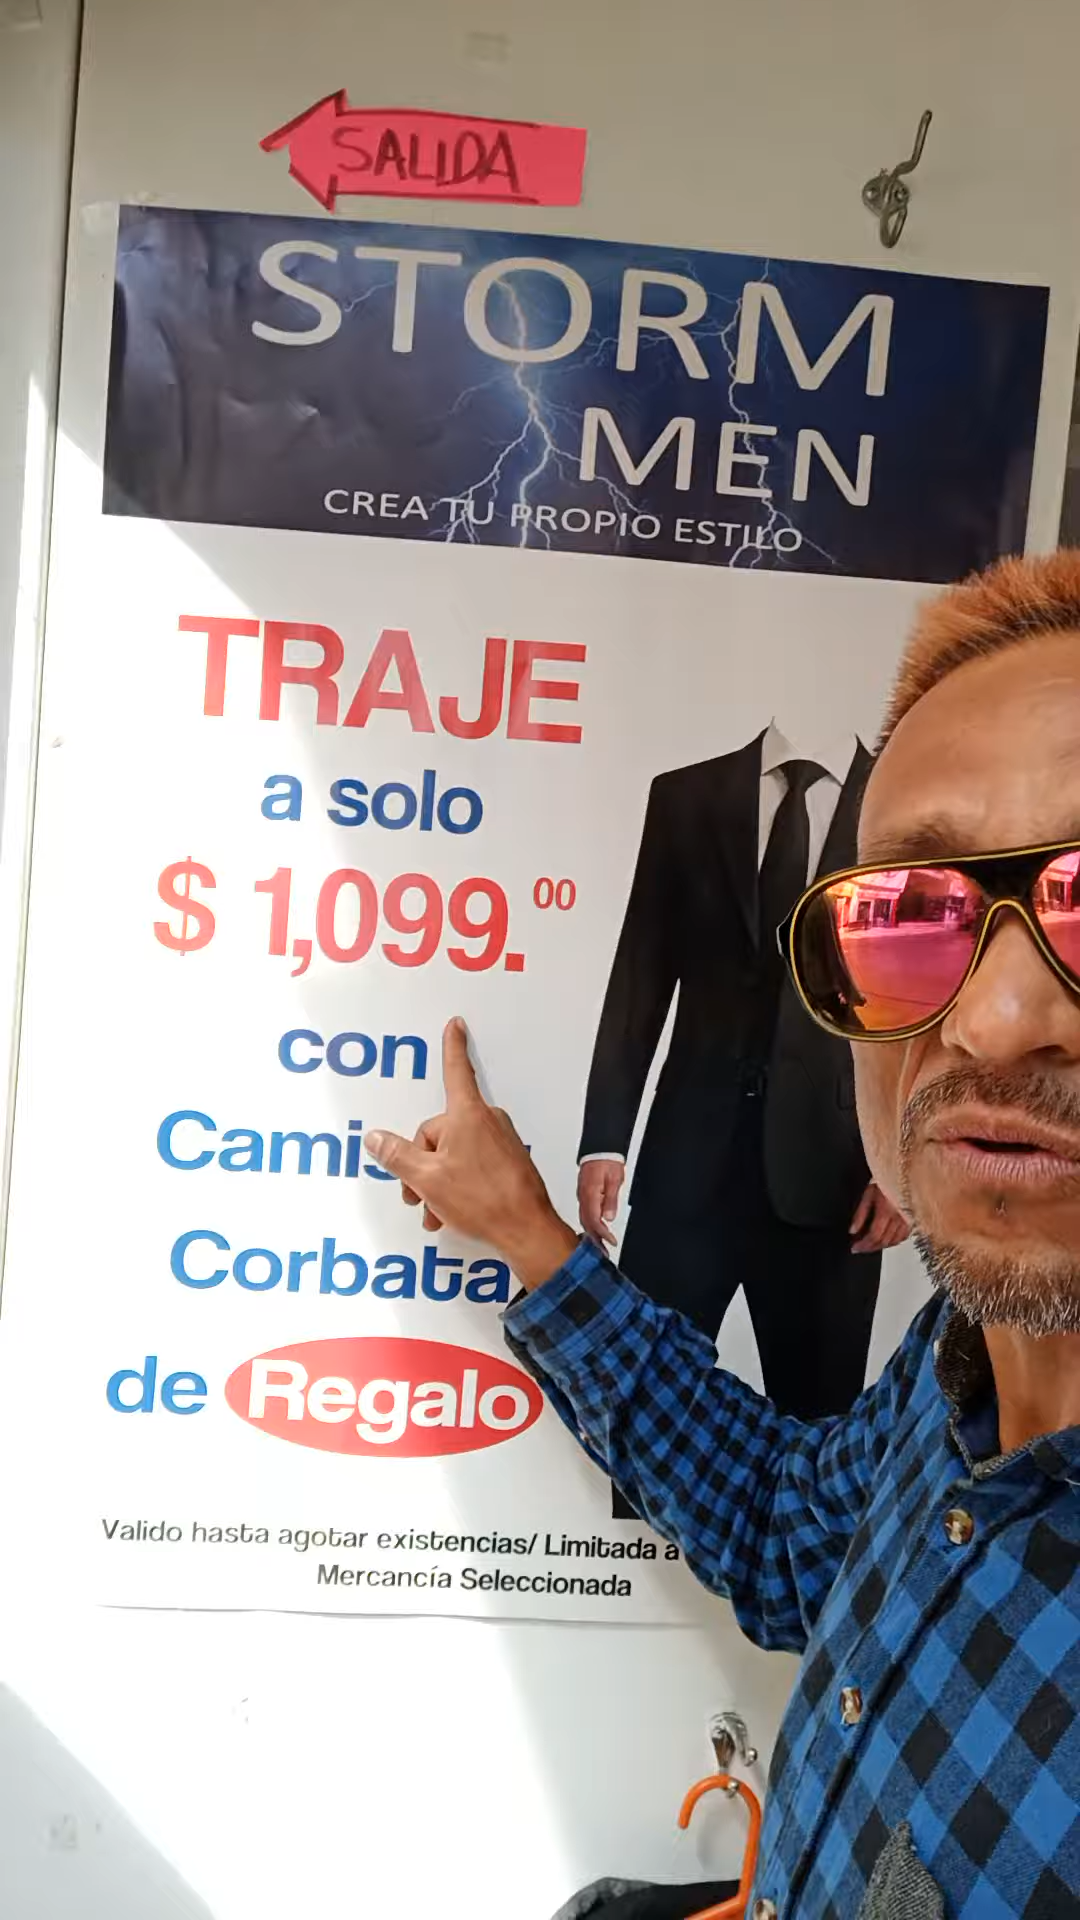 SALIDA
STORM
MEN
CREA TU PROPIO ESTILO
TRAJE
a solo
$ 1,099.00
con
Corbata
de Regalo
Valido hasta agotar existencias/ Limitada a
Mercancía Seleccionada